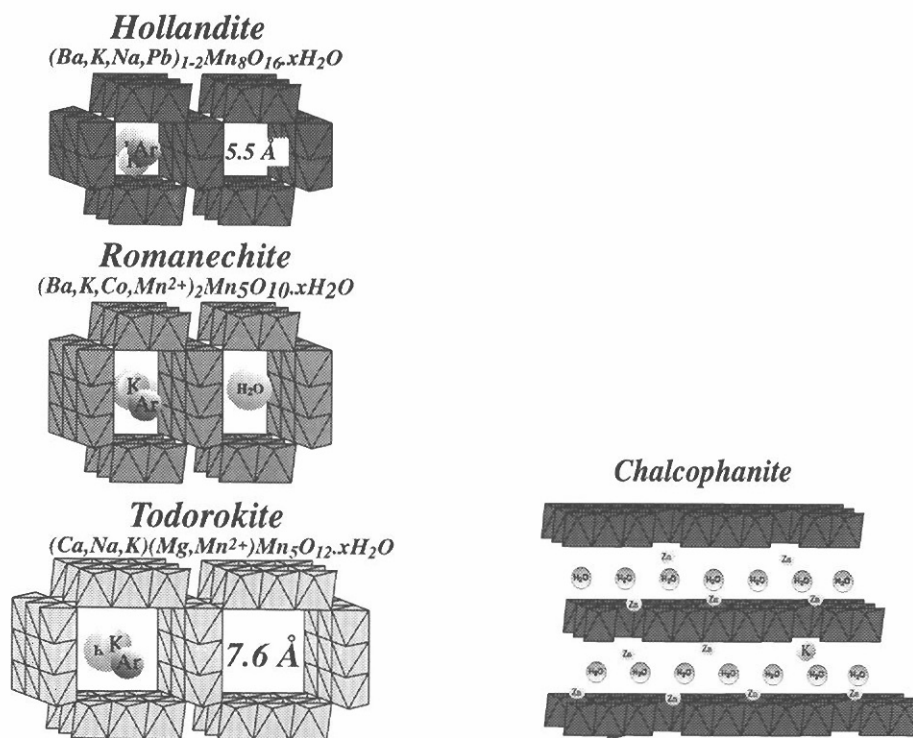 Hollandite
(Ba,K,Na,Pb)1-2Mn8O16.xH2O
Ar
5.5 Å
Romanechite
(Ba,K,Co,Mn2+)2Mn5O10.xH2O
K
Ar
H2O
Todorokite
(Ca,Na,K)(Mg,Mn2+)Mn5O12.xH2O
K
Ar
7.6 Å
Chalcophanite
Zn Zn
H2O H2O H2O H2O H2O H2O H2O
Zn Zn Zn
Zn Zn K
H2O H2O H2O H2O H2O H2O H2O
Zn Zn Zn Zn